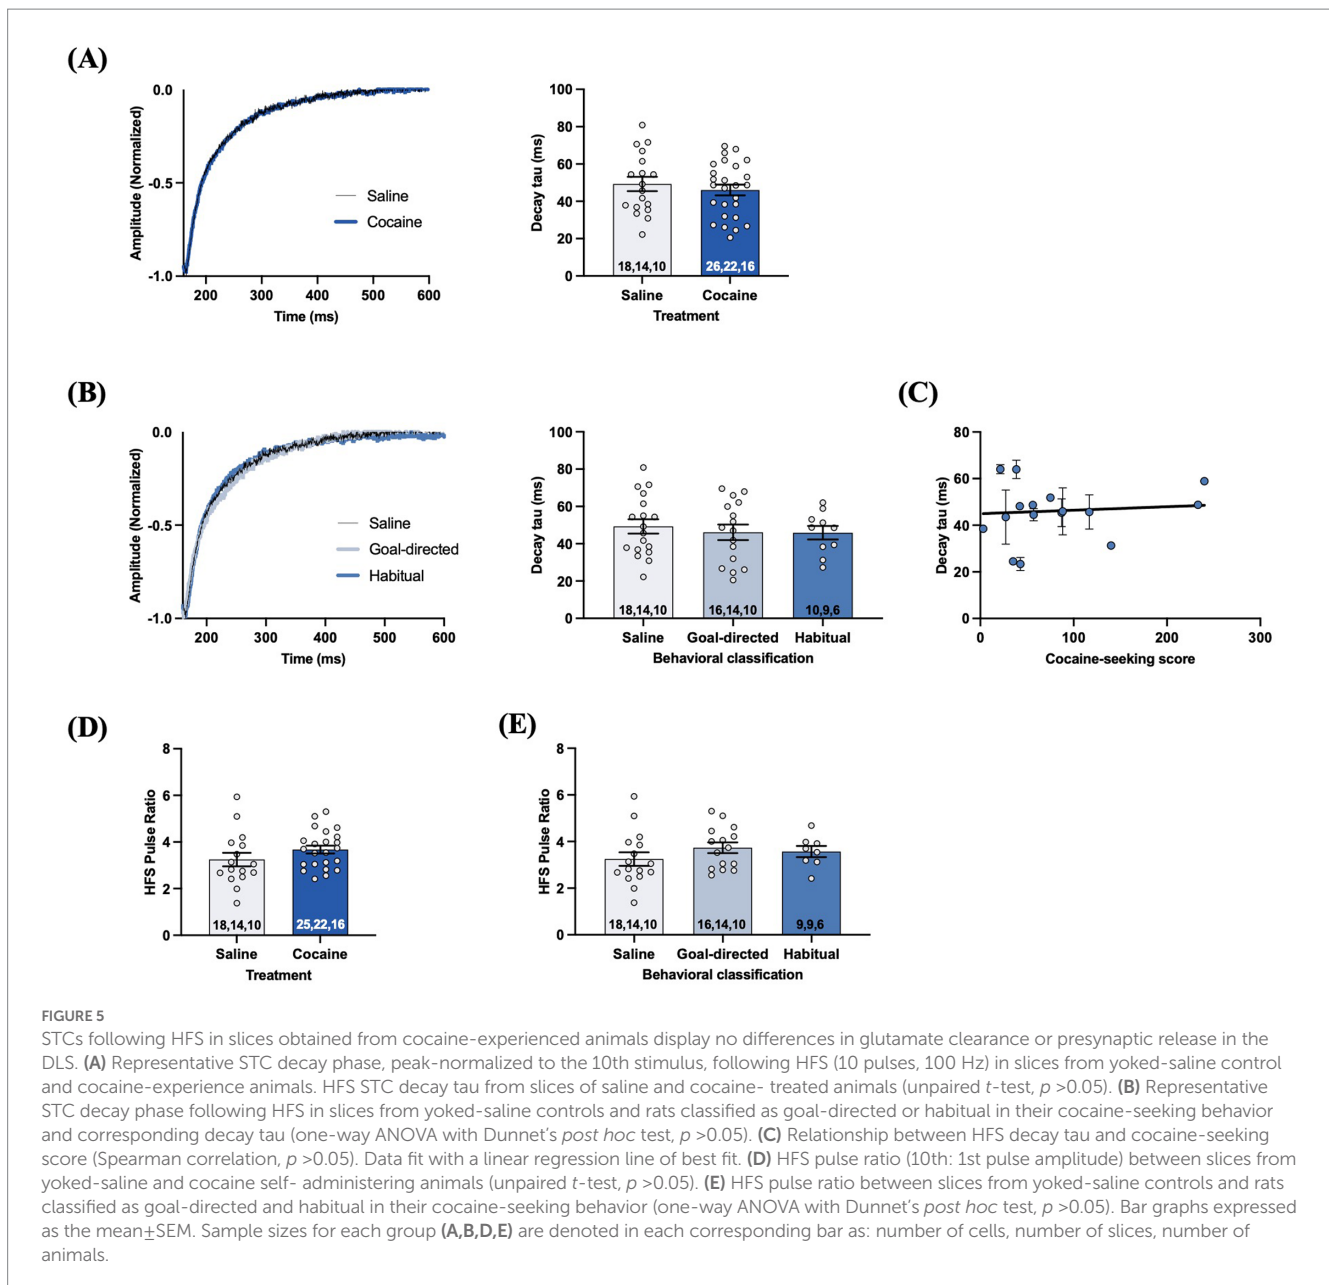 (A)
0.0
-0.5
-1.0
Amplitude (Normalized)
Saline
Cocaine
200 300 400 500 600
Time (ms)
100
80
60
40
20
0
Decay tau (ms)
18,14,10 26,22,16
Saline Cocaine
Treatment
(B)
0.0
-0.5
-1.0
Amplitude (Normalized)
Saline
Goal-directed
Habitual
200 300 400 500 600
Time (ms)
100
80
60
40
20
0
Decay tau (ms)
18,14,10 16,14,10 10,9,6
Saline Goal-directed Habitual
Behavioral classification
(C)
80
60
40
20
0
Decay tau (ms)
0 100 200 300
Cocaine-seeking score
(D)
8
6
4
2
0
HFS Pulse Ratio
18,14,10 25,22,16
Saline Cocaine
Treatment
(E)
8
6
4
2
0
HFS Pulse Ratio
18,14,10 16,14,10 9,9,6
Saline Goal-directed Habitual
Behavioral classification
FIGURE 5
STCs following HFS in slices obtained from cocaine-experienced animals display no differences in glutamate clearance or presynaptic release in the
DLS. (A) Representative STC decay phase, peak-normalized to the 10th stimulus, following HFS (10 pulses, 100 Hz) in slices from yoked-saline control
and cocaine-experience animals. HFS STC decay tau from slices of saline and cocaine- treated animals (unpaired t-test, p >0.05). (B) Representative
STC decay phase following HFS in slices from yoked-saline controls and rats classified as goal-directed or habitual in their cocaine-seeking behavior
and corresponding decay tau (one-way ANOVA with Dunnet's post hoc test, p >0.05). (C) Relationship between HFS decay tau and cocaine-seeking
score (Spearman correlation, p >0.05). Data fit with a linear regression line of best fit. (D) HFS pulse ratio (10th: 1st pulse amplitude) between slices from
yoked-saline and cocaine self- administering animals (unpaired t-test, p >0.05). (E) HFS pulse ratio between slices from yoked-saline controls and rats
classified as goal-directed and habitual in their cocaine-seeking behavior (one-way ANOVA with Dunnet's post hoc test, p >0.05). Bar graphs expressed
as the mean±SEM. Sample sizes for each group (A,B,D,E) are denoted in each corresponding bar as: number of cells, number of slices, number of
animals.